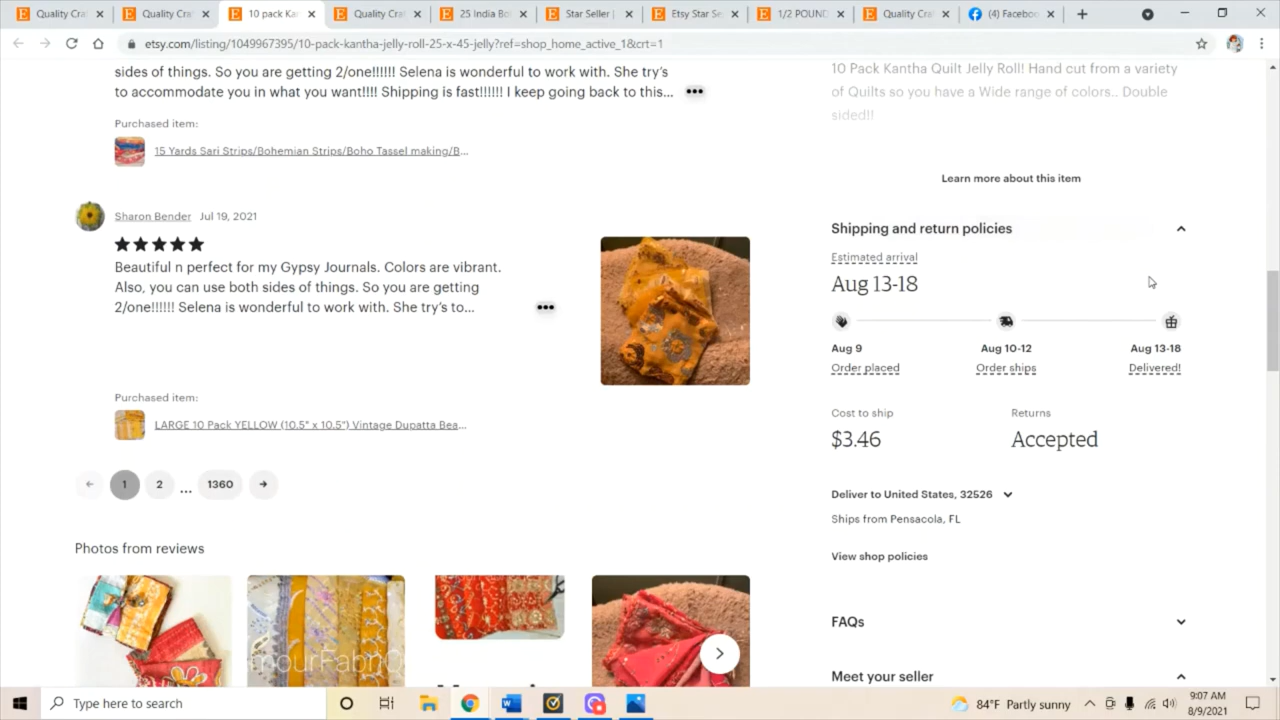 Quality Cra
Quality Cra
10 pack Kan
Quality Cra
25 India Bo
Star Seller |
Etsy Star Se
1/2 POUND
Quality Cra
(4) Faceboo
etsy.com/listing/1049967395/10-pack-kantha-jelly-roll-25-x-45-jelly?ref=shop_home_active_1&crt=1
sides of things. So you are getting 2/one!!!!!! Selena is wonderful to work with. She try's
to accommodate you in what you want!!!! Shipping is fast!!!!!! I keep going back to this...
Purchased item:
15 Yards Sari Strips/Bohemian Strips/Boho Tassel making/B...
Sharon Bender Jul 19, 2021
Beautiful n perfect for my Gypsy Journals. Colors are vibrant.
Also, you can use both sides of things. So you are getting
2/one!!!!!! Selena is wonderful to work with. She try's to...
Purchased item:
LARGE 10 Pack YELLOW (10.5" x 10.5") Vintage Dupatta Bea...
1 2 ... 1360
Photos from reviews
10 Pack Kantha Quilt Jelly Roll! Hand cut from a variety
of Quilts so you have a Wide range of colors.. Double
sided!!
Learn more about this item
Shipping and return policies
Estimated arrival
Aug 13-18
Aug 9 Aug 10-12 Aug 13-18
Order placed Order ships Delivered!
Cost to ship Returns
$3.46 Accepted
Deliver to United States, 32526
Ships from Pensacola, FL
View shop policies
FAQs
Meet your seller
Type here to search
84°F Partly sunny
9:07 AM
8/9/2021